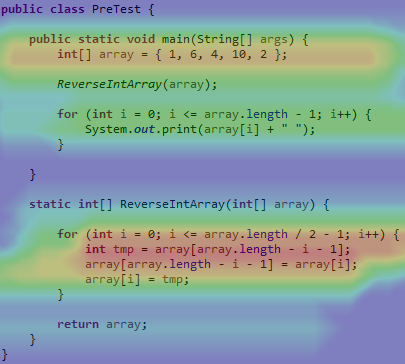 public class PreTest {
public static void main(String[] args) {
int[] array = { 1, 6, 4, 10, 2 };
ReverseIntArray(array);
for (int i = 0; i <= array.length - 1; i++) {
System.out.print(array[i] + " ");
}
}
static int[] ReverseIntArray(int[] array) {
for (int i = 0; i <= array.length / 2 - 1; i++) {
int tmp = array[array.length - i - 1];
array[array.length - i - 1] = array[i];
array[i] = tmp;
}
return array;
}
}